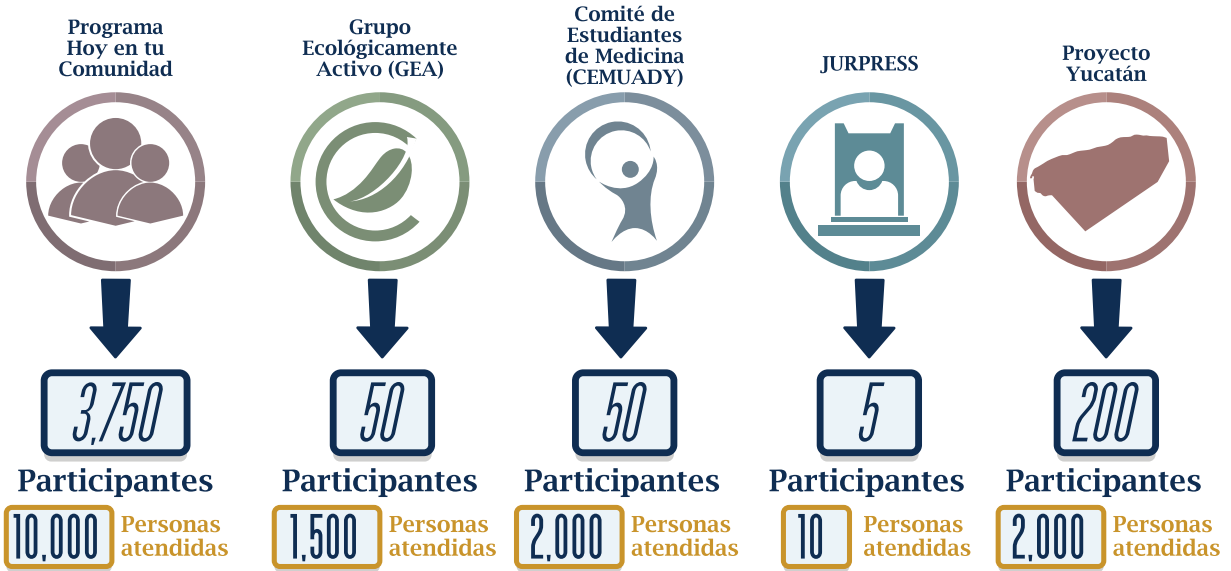 Programa
Hoy en tu
Comunidad
3,750
Participantes
10,000
Personas
atendidas
Grupo
Ecológicamente
Activo (GEA)
50
Participantes
1,500
Personas
atendidas
Comité de
Estudiantes
de Medicina
(CEMUADY)
50
Participantes
2,000
Personas
atendidas
JURPRESS
5
Participantes
10
Personas
atendidas
Proyecto
Yucatán
200
Participantes
2,000
Personas
atendidas